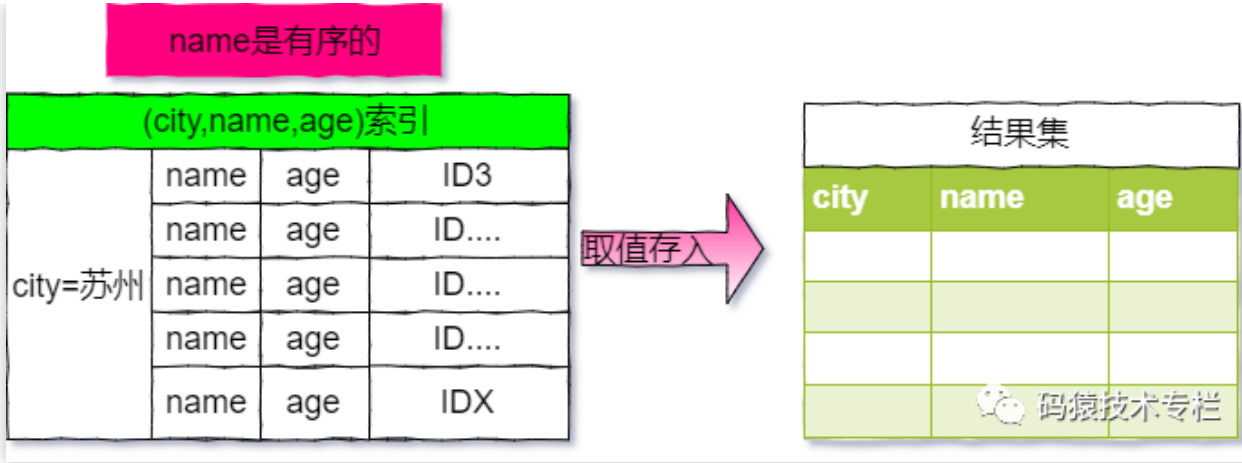 name是有序的
(city,name,age)索引
city=苏州
name age ID3
name age ID....
name age ID....
name age ID....
name age IDX
取值存入
结果集
city name age
码猿技术专栏